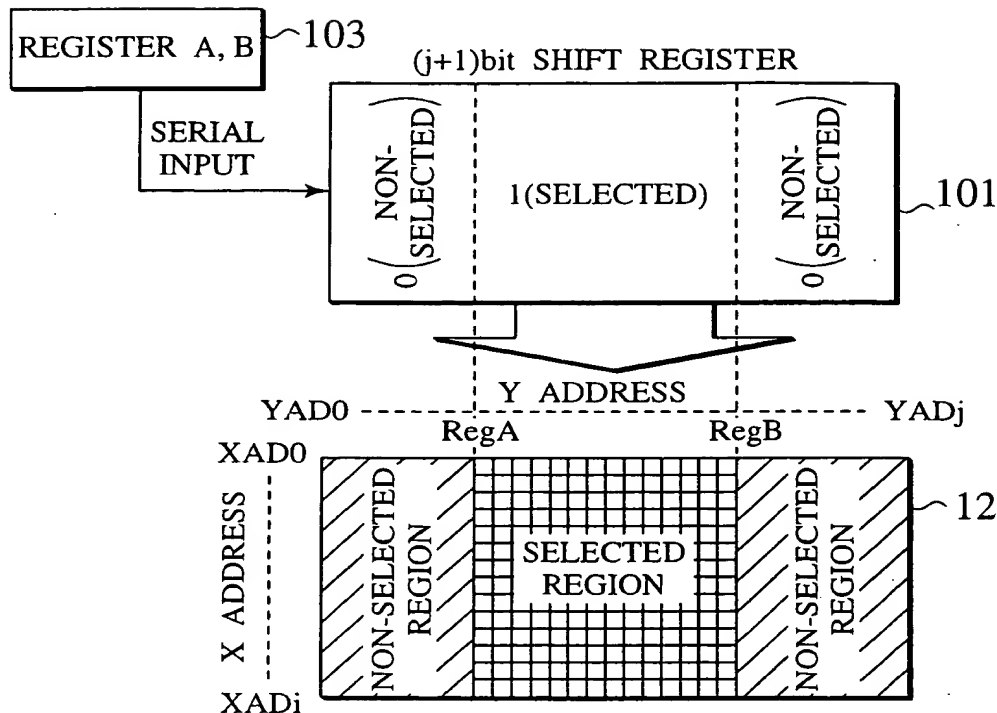 REGISTER A, B
103
(j+1)bit SHIFT REGISTER
SERIAL
INPUT
0 (NON-
SELECTED)
1(SELECTED)
0 (NON-
SELECTED)
101
Y ADDRESS
YAD0
YADj
RegA
RegB
XAD0
X ADDRESS
XADi
NON-SELECTED
REGION
SELECTED
REGION
NON-SELECTED
REGION
12